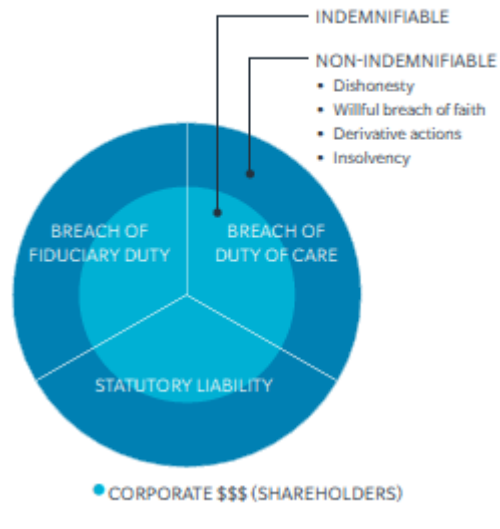 INDEMNIFIABLE
NON-INDEMNIFIABLE
• Dishonesty
• Willful breach of faith
• Derivative actions
• Insolvency
BREACH OF
FIDUCIARY DUTY
BREACH OF
DUTY OF CARE
STATUTORY LIABILITY
CORPORATE $$$ (SHAREHOLDERS)